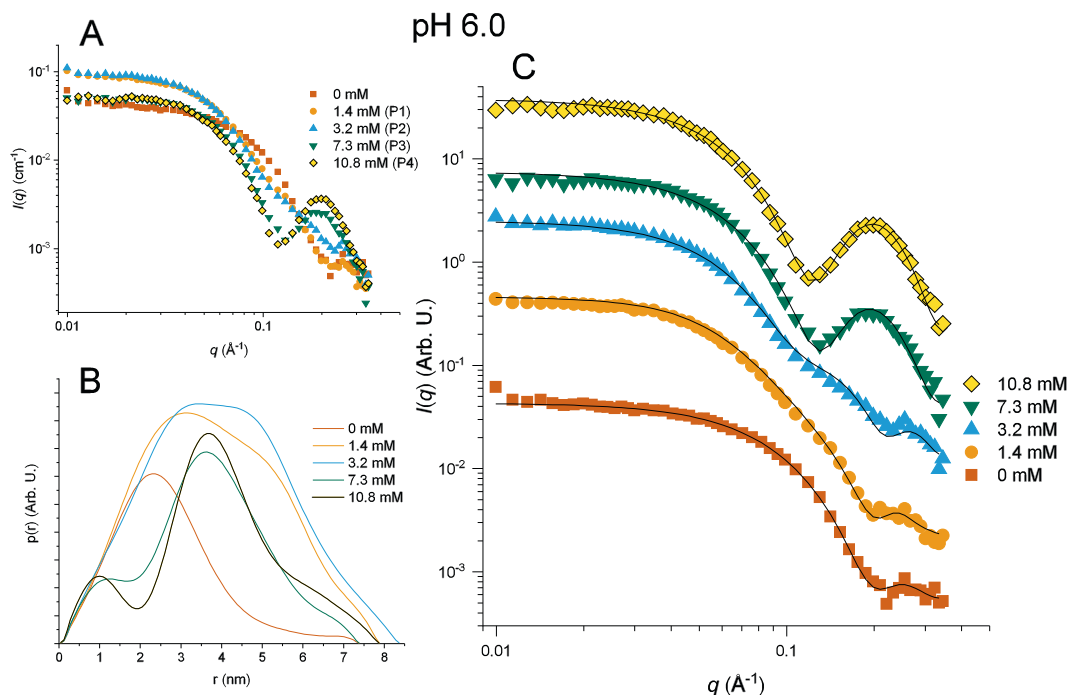 pH 6.0
A
10⁻¹
10⁻²
10⁻³
I(q) (cm⁻¹)
0.01
0.1
q (Å⁻¹)
0 mM
1.4 mM (P1)
3.2 mM (P2)
7.3 mM (P3)
10.8 mM (P4)
B
p(r) (Arb. U.)
0 mM
1.4 mM
3.2 mM
7.3 mM
10.8 mM
0 1 2 3 4 5 6 7 8
r (nm)
C
10¹
10⁰
10⁻¹
10⁻²
10⁻³
I(q) (Arb. U.)
10.8 mM
7.3 mM
3.2 mM
1.4 mM
0 mM
0.01
0.1
q (Å⁻¹)